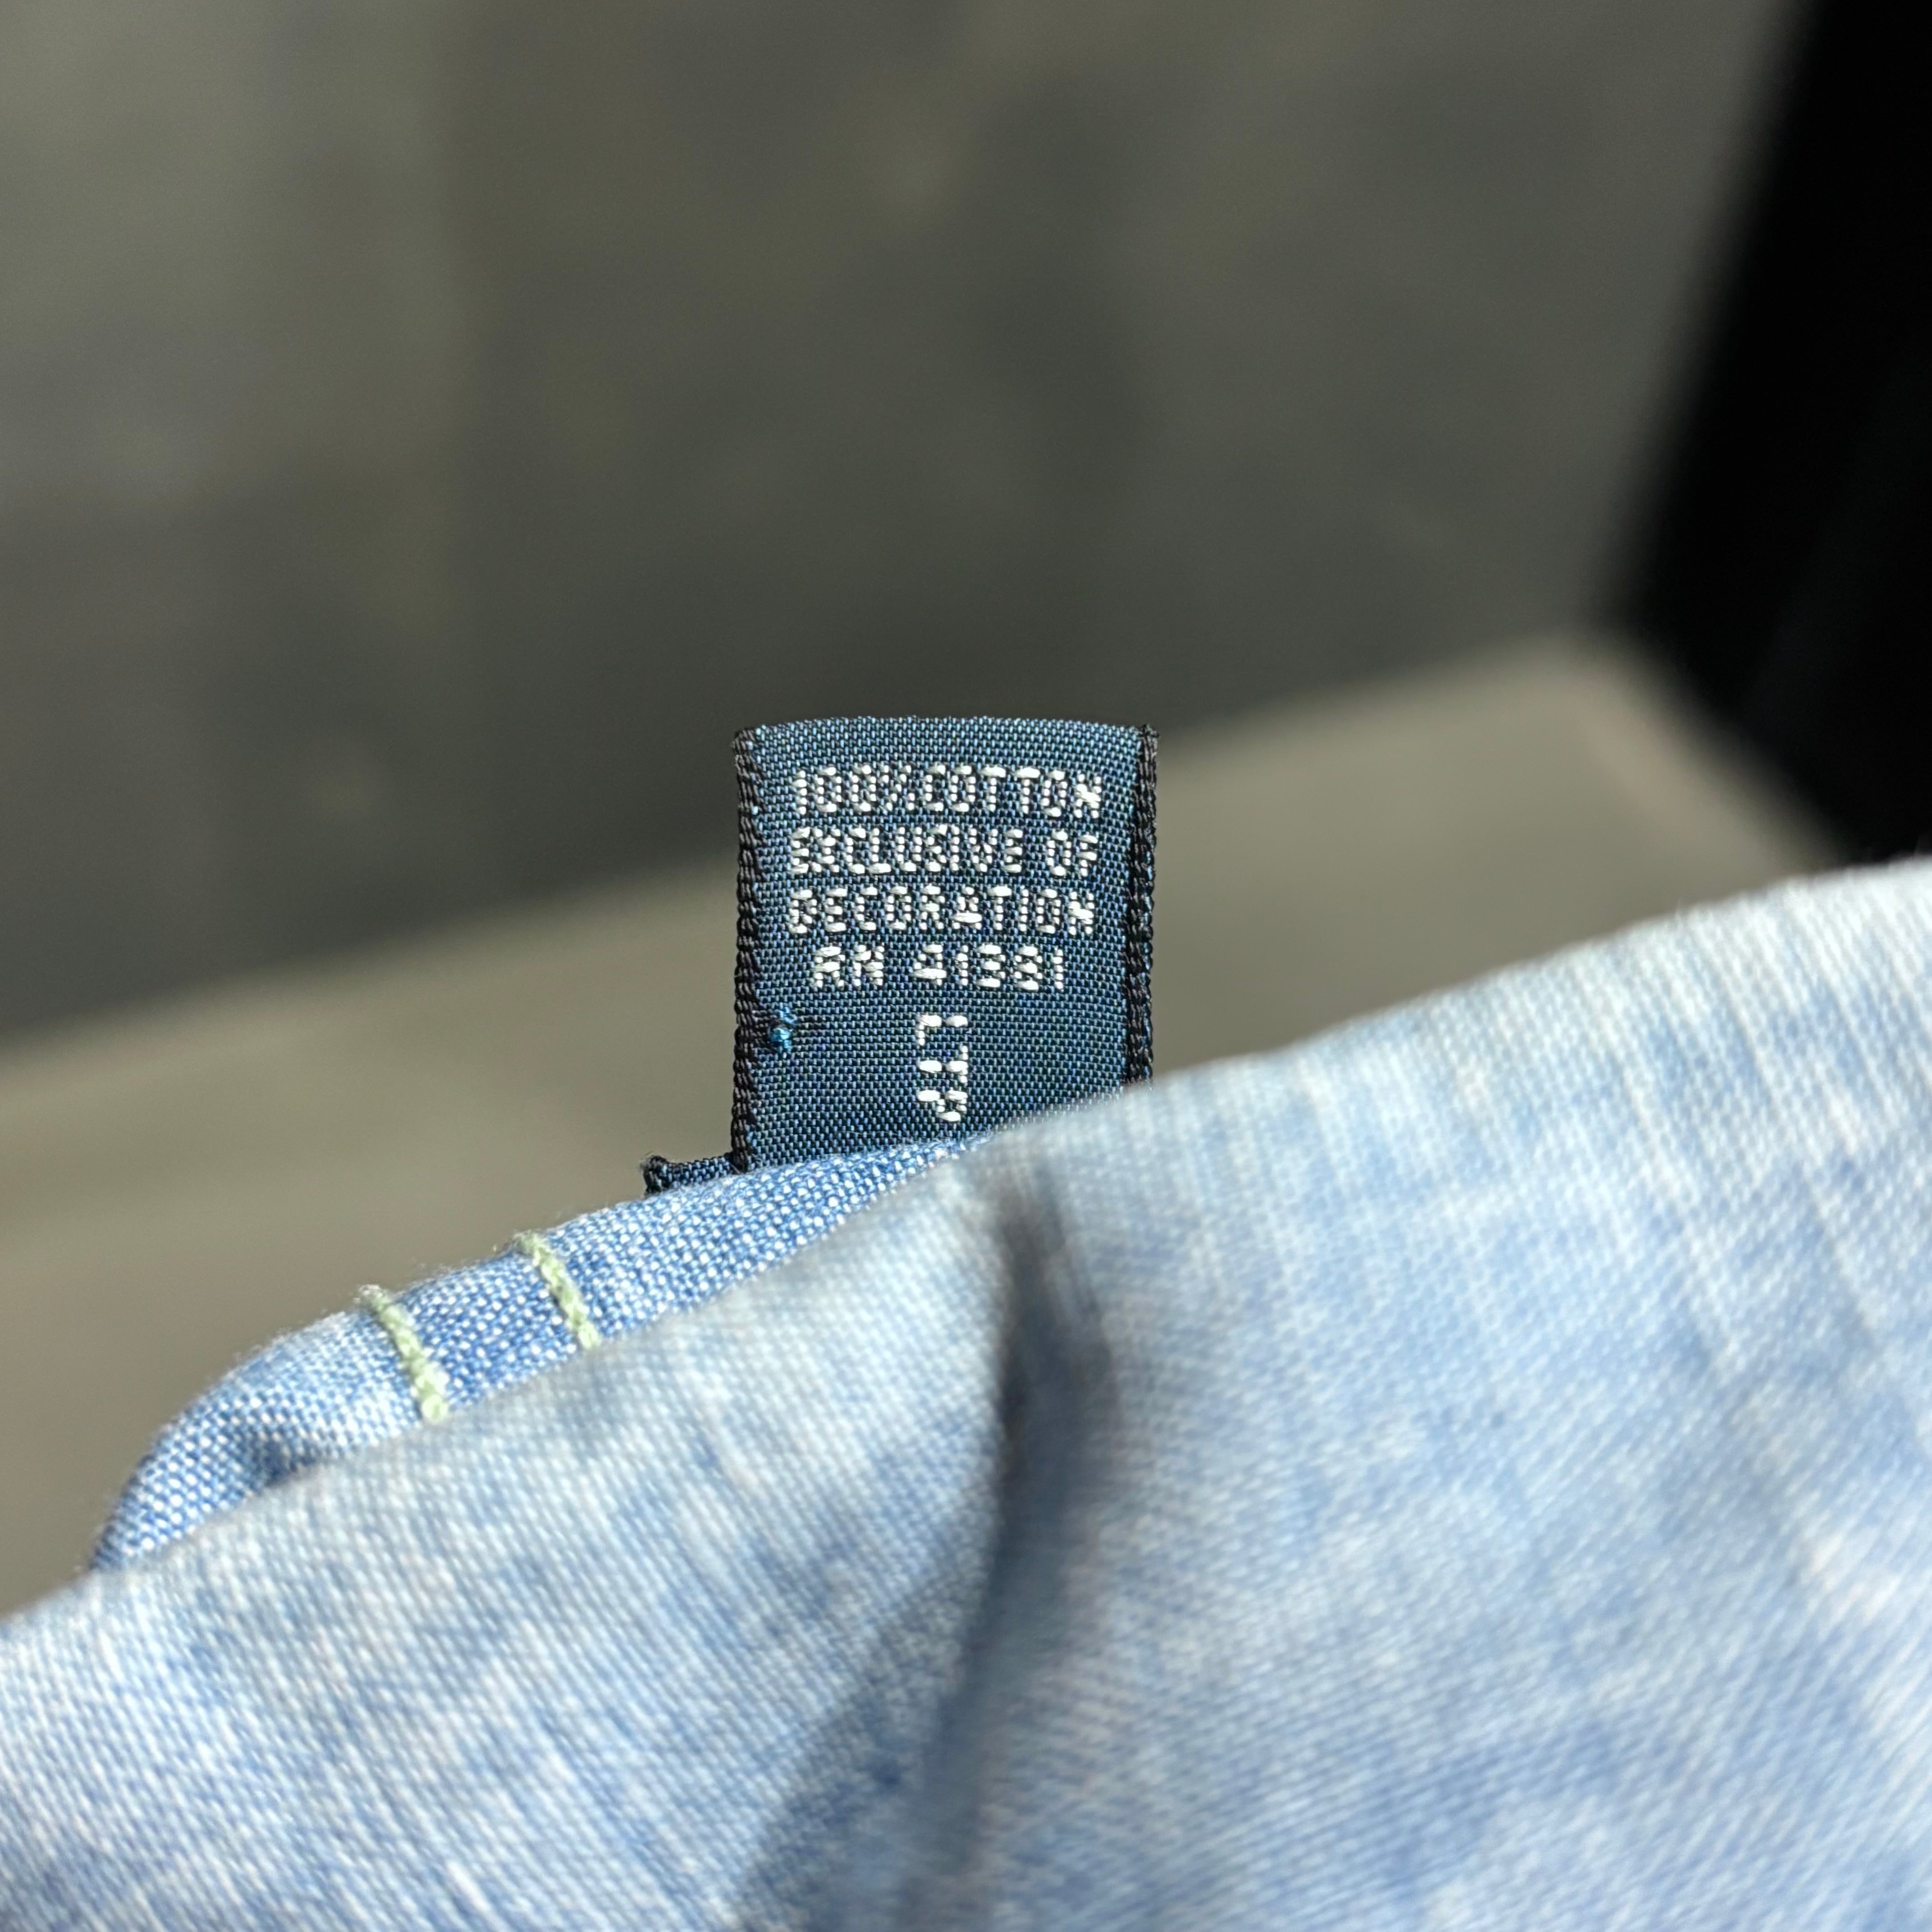 100% COTTON
EXCLUSIVE OF
DECORATION
RN 41381